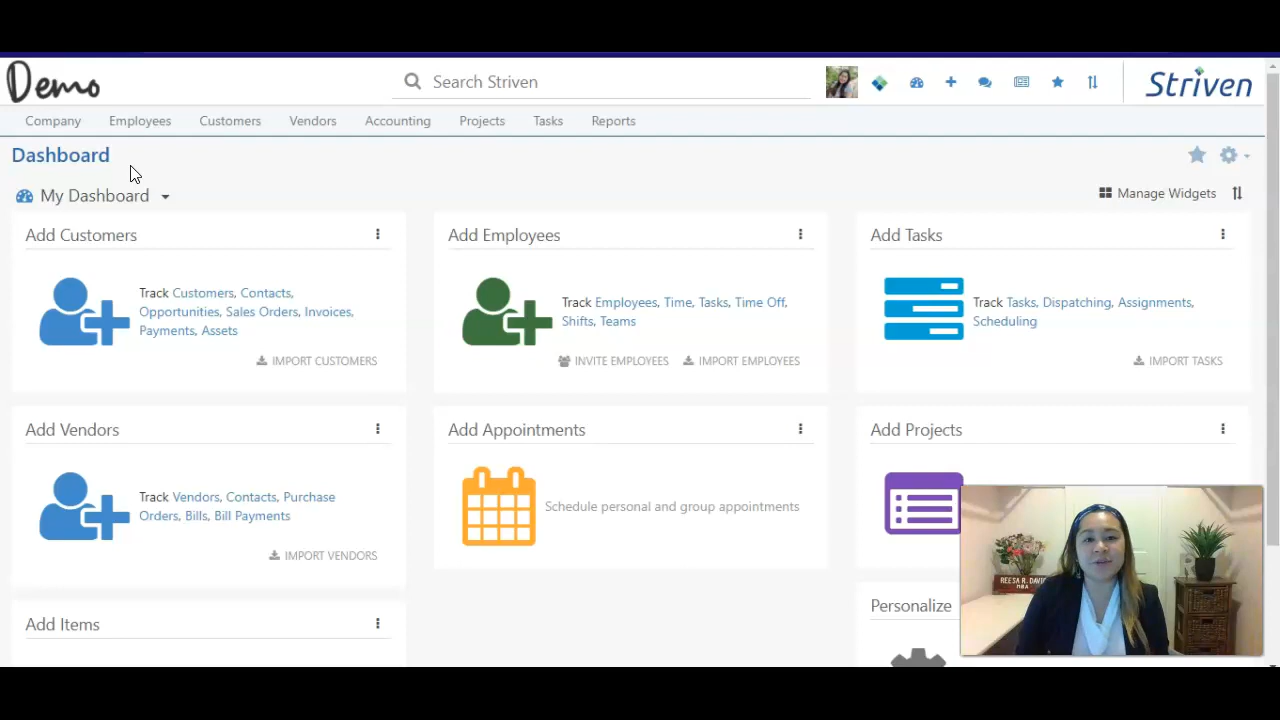 Demo
Search Striven
Striven
Company Employees Customers Vendors Accounting Projects Tasks Reports
Dashboard
My Dashboard
Manage Widgets
Add Customers
Track Customers, Contacts,
Opportunities, Sales Orders, Invoices,
Payments, Assets
IMPORT CUSTOMERS
Add Employees
Track Employees, Time, Tasks, Time Off,
Shifts, Teams
INVITE EMPLOYEES IMPORT EMPLOYEES
Add Tasks
Track Tasks, Dispatching, Assignments,
Scheduling
IMPORT TASKS
Add Vendors
Track Vendors, Contacts, Purchase
Orders, Bills, Bill Payments
IMPORT VENDORS
Add Appointments
Schedule personal and group appointments
Add Projects
Add Items
Personalize
REESA R. DAVI
MBA